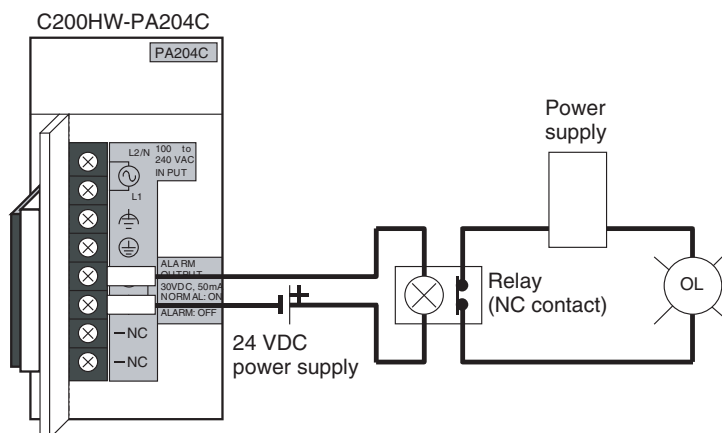 C200HW-PA204C
PA204C
L2/N
100 to
240 VAC
INPUT
L1
ALARM
OUTPUT
30VDC, 50mA
NORMAL: ON
ALARM: OFF
NC
NC
24 VDC
power supply
Relay
(NC contact)
Power
supply
OL